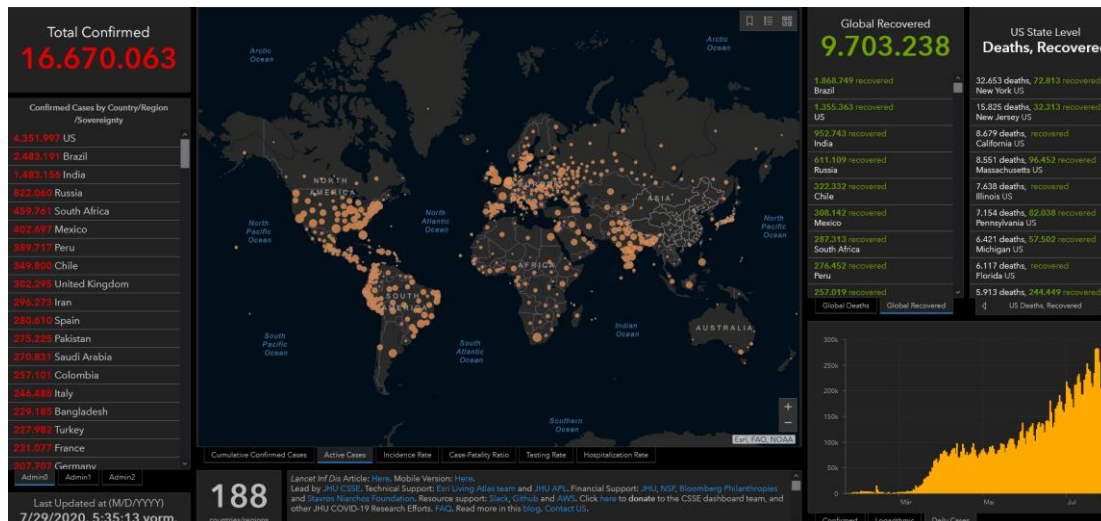 Total Confirmed
16.670.063
Confirmed Cases by Country/Region
/Sovereignty
4.351.997 US
2.483.191 Brazil
1.483.156 India
822.060 Russia
459.761 South Africa
402.697 Mexico
389.717 Peru
349.800 Chile
302.295 United Kingdom
296.273 Iran
280.610 Spain
275.225 Pakistan
270.831 Saudi Arabia
257.101 Colombia
246.488 Italy
229.185 Bangladesh
227.982 Turkey
221.077 France
207.707 Germany
Admin0 Admin1 Admin2
Last Updated at (M/D/YYYY)
7/29/2020, 5:35:13 vorm.
Arctic
Ocean
Arctic
Ocean
NORTH
AMERICA
ASIA
North
Pacific
Ocean
North
Atlantic
Ocean
North
Pacific
Ocean
AFRICA
SOUTH
Indian
Ocean
AUSTRALIA
South
Pacific
Ocean
South
Atlantic
Ocean
Southern
Ocean
+
−
Esri, FAO, NOAA
Cumulative Confirmed Cases Active Cases Incidence Rate Case-Fatality Ratio Testing Rate Hospitalization Rate
188
countries/regions
Lancet Inf Dis Article: Here. Mobile Version: Here.
Lead by JHU CSSE. Technical Support: Esri Living Atlas team and JHU APL. Financial Support: JHU, NSF, Bloomberg Philanthropies
and Stavros Niarchos Foundation. Resource support: Slack, Github and AWS. Click here to donate to the CSSE dashboard team, and
other JHU COVID-19 Research Efforts. FAQ. Read more in this blog. Contact US.
Global Recovered
9.703.238
1.868.749 recovered
Brazil
1.355.363 recovered
US
952.743 recovered
India
611.109 recovered
Russia
322.332 recovered
Chile
308.142 recovered
Mexico
287.313 recovered
South Africa
276.452 recovered
Peru
257.019 recovered
Global Deaths Global Recovered
US State Level
Deaths, Recovered
32.653 deaths, 72.813 recovered
New York US
15.825 deaths, 32.313 recovered
New Jersey US
8.679 deaths, recovered
California US
8.551 deaths, 96.452 recovered
Massachusetts US
7.638 deaths, recovered
Illinois US
7.154 deaths, 82.038 recovered
Pennsylvania US
6.421 deaths, 57.502 recovered
Michigan US
6.117 deaths, recovered
Florida US
5.913 deaths, 244.449 recovered
US Deaths, Recovered
300k
250k
200k
150k
100k
50k
0
Mär Mai Jul
Confirmed Logarithmic Daily Cases